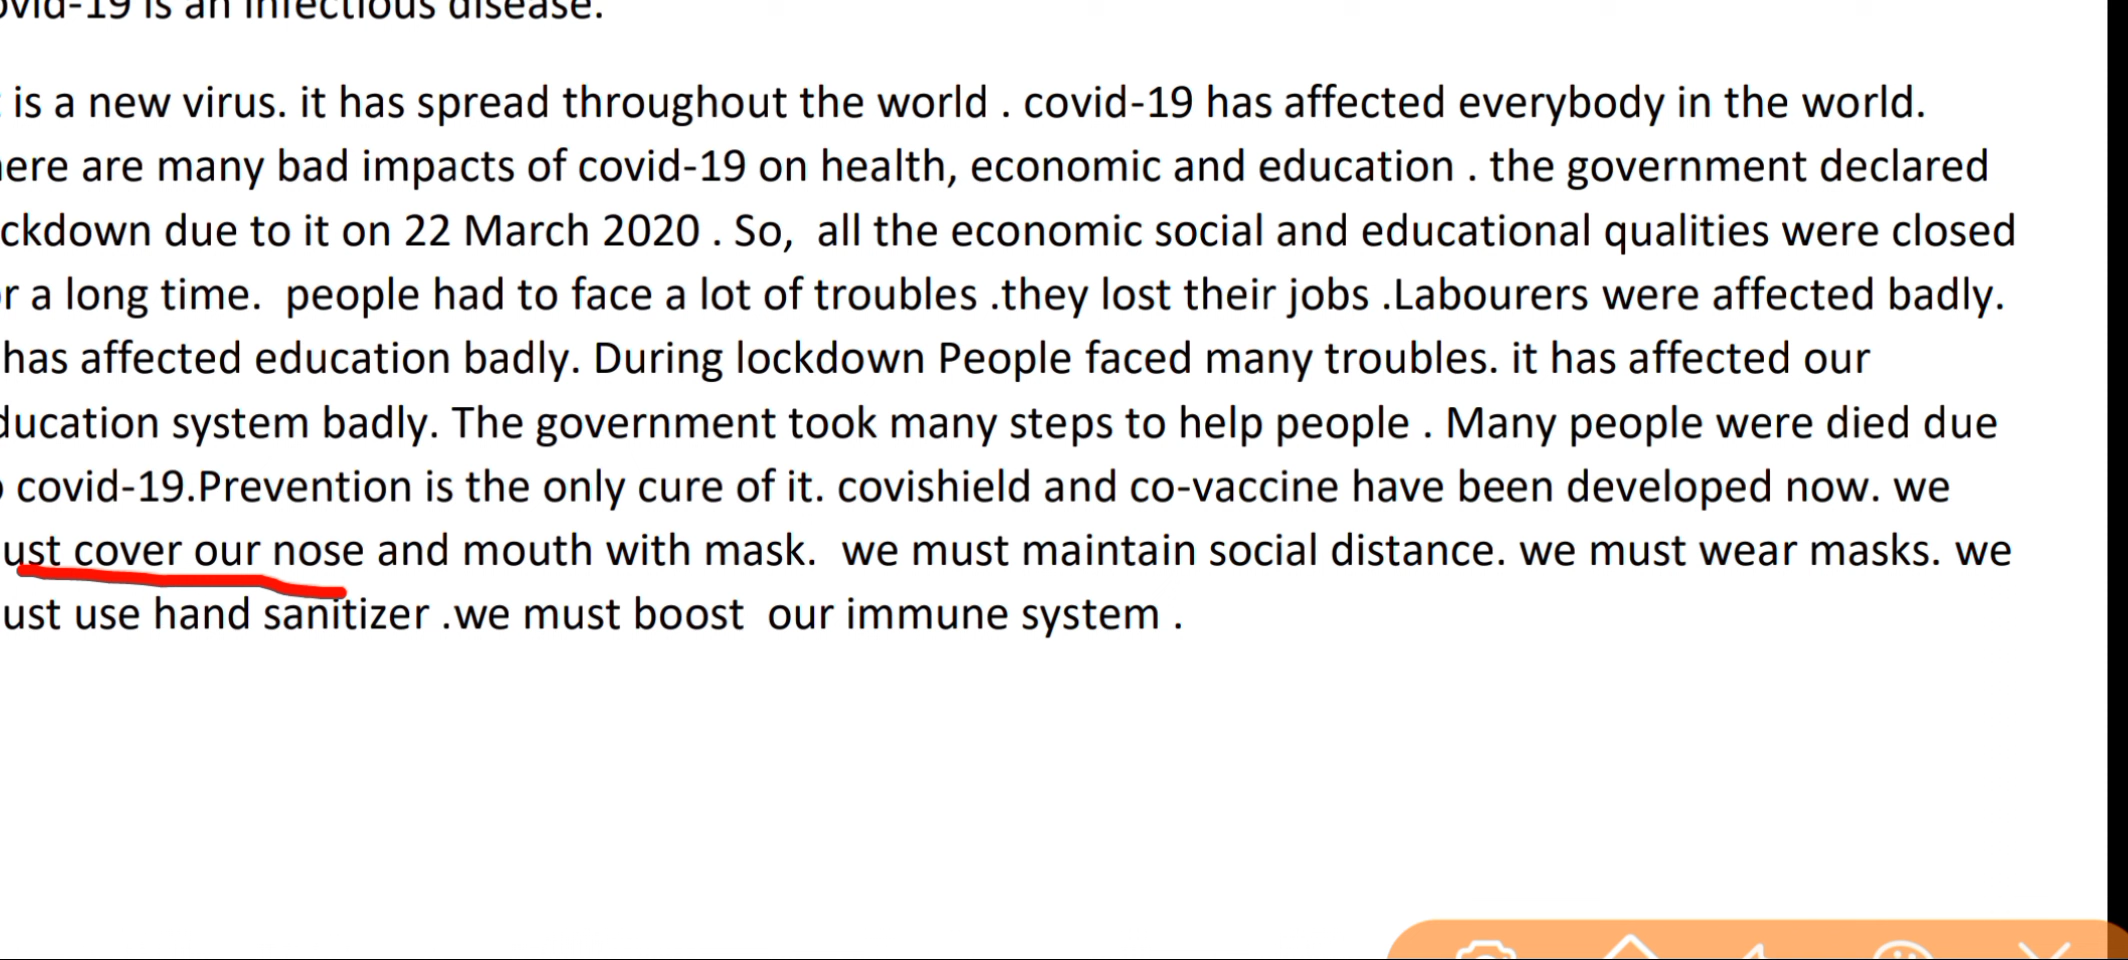 ovid-19 is an infectious disease.
is a new virus. it has spread throughout the world . covid-19 has affected everybody in the world.
ere are many bad impacts of covid-19 on health, economic and education . the government declared
ckdown due to it on 22 March 2020 . So,  all the economic social and educational qualities were closed
r a long time.  people had to face a lot of troubles .they lost their jobs .Labourers were affected badly.
has affected education badly. During lockdown People faced many troubles. it has affected our
ducation system badly. The government took many steps to help people . Many people were died due
covid-19.Prevention is the only cure of it. covishield and co-vaccine have been developed now. we
ust cover our nose and mouth with mask.  we must maintain social distance. we must wear masks. we
ust use hand sanitizer .we must boost  our immune system .